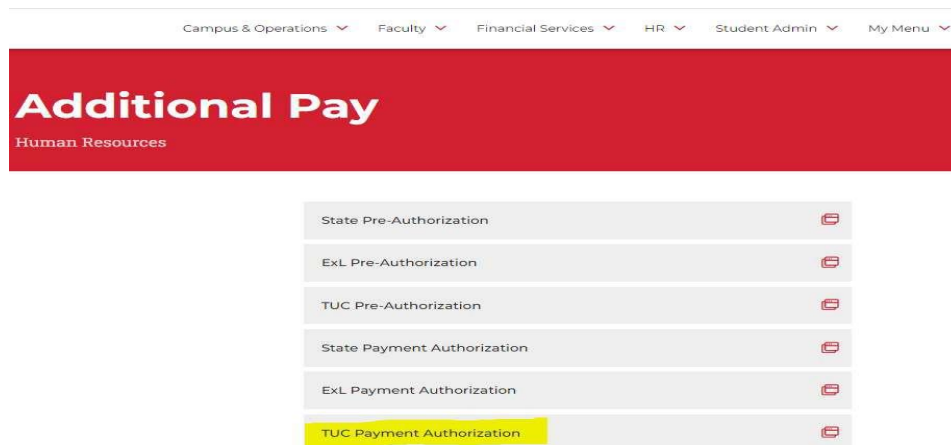 Campus & Operations Faculty Financial Services HR Student Admin My Menu
Additional Pay
Human Resources
State Pre-Authorization
ExL Pre-Authorization
TUC Pre-Authorization
State Payment Authorization
ExL Payment Authorization
TUC Payment Authorization